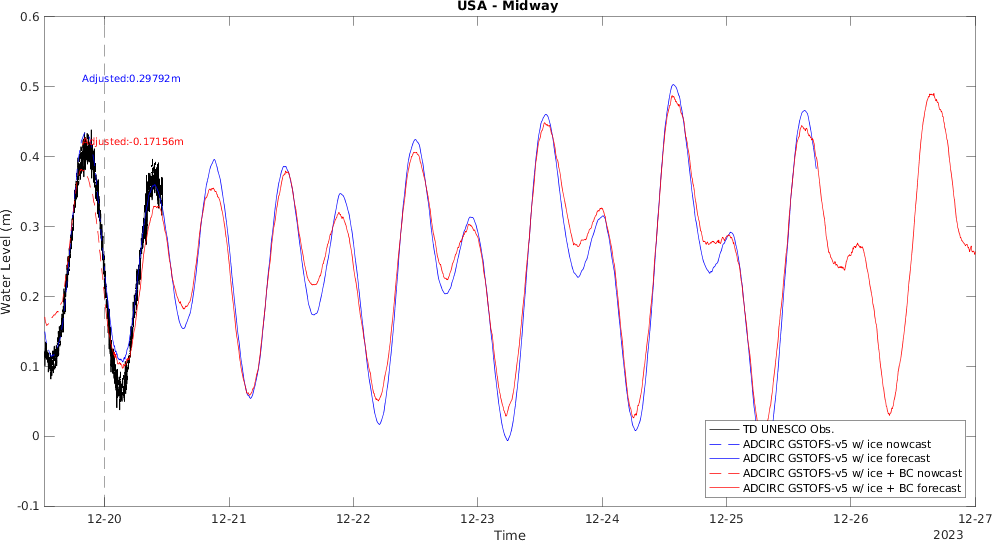 USA - Midway
0.6
0.5
0.4
0.3
0.2
0.1
0
-0.1
Water Level (m)
Adjusted:0.29792m
Adjusted:-0.17156m
TD UNESCO Obs.
ADCIRC GSTOFS-v5 w/ ice nowcast
ADCIRC GSTOFS-v5 w/ ice forecast
ADCIRC GSTOFS-v5 w/ ice + BC nowcast
ADCIRC GSTOFS-v5 w/ ice + BC forecast
12-20 12-21 12-22 12-23 12-24 12-25 12-26 12-27
Time
2023